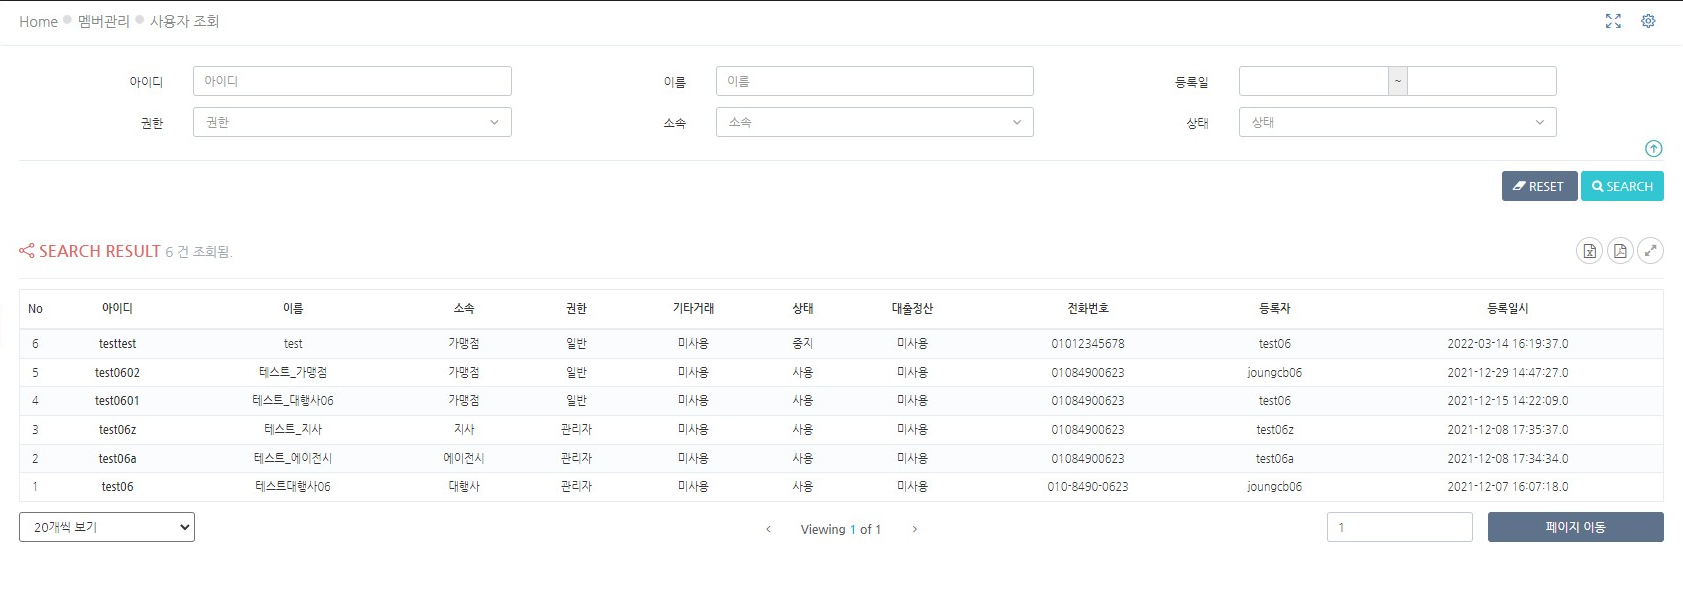 Home 멤버관리 사용자 조회
아이디 아이디 이름 이름 등록일 ~
권한 권한 소속 소속 상태 상태
RESET SEARCH
SEARCH RESULT 6 건 조회됨.
No 아이디 이름 소속 권한 기타거래 상태 대출정산 전화번호 등록자 등록일시
6 testtest test 가맹점 일반 미사용 중지 미사용 01012345678 test06 2022-03-14 16:19:37.0
5 test0602 테스트_가맹점 가맹점 일반 미사용 사용 미사용 01084900623 joungcb06 2021-12-29 14:47:27.0
4 test0601 테스트_대행사06 가맹점 일반 미사용 사용 미사용 01084900623 test06 2021-12-15 14:22:09.0
3 test06z 테스트_지사 지사 관리자 미사용 사용 미사용 01084900623 test06z 2021-12-08 17:35:37.0
2 test06a 테스트_에이전시 에이전시 관리자 미사용 사용 미사용 01084900623 test06a 2021-12-08 17:34:34.0
1 test06 테스트대행사06 대행사 관리자 미사용 사용 미사용 010-8490-0623 joungcb06 2021-12-07 16:07:18.0
20개씩 보기 < Viewing 1 of 1 > 1 페이지 이동